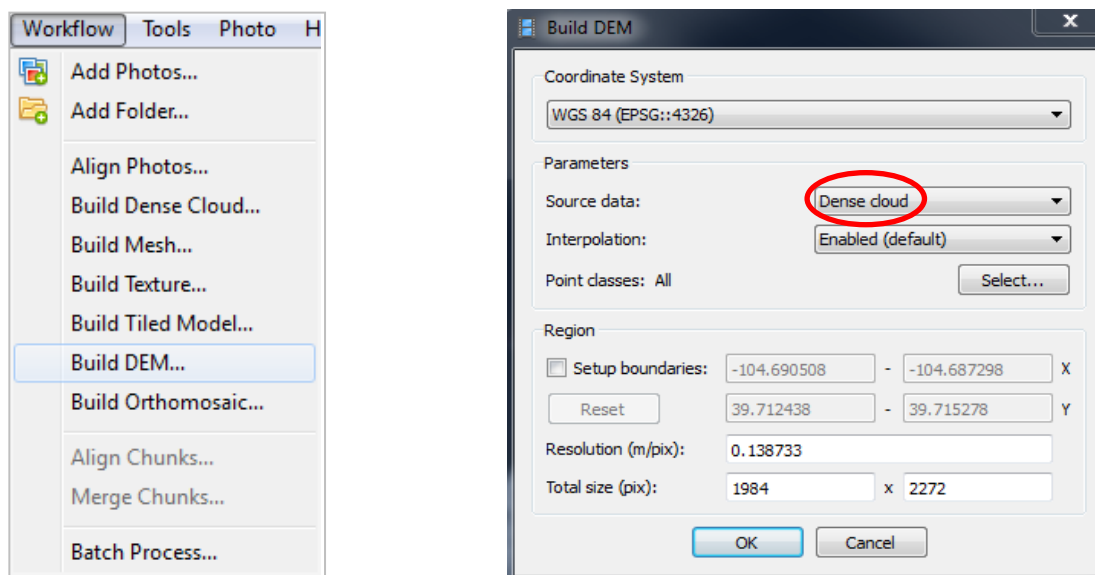 Workflow Tools Photo H
Add Photos...
Add Folder...
Align Photos...
Build Dense Cloud...
Build Mesh...
Build Texture...
Build Tiled Model...
Build DEM...
Build Orthomosaic...
Align Chunks...
Merge Chunks...
Batch Process...
Build DEM
Coordinate System
WGS 84 (EPSG::4326)
Parameters
Source data: Dense cloud
Interpolation: Enabled (default)
Point classes: All Select...
Region
Setup boundaries: -104.690508 - -104.687298 X
Reset 39.712438 - 39.715278 Y
Resolution (m/pix): 0.138733
Total size (pix): 1984 x 2272
OK Cancel